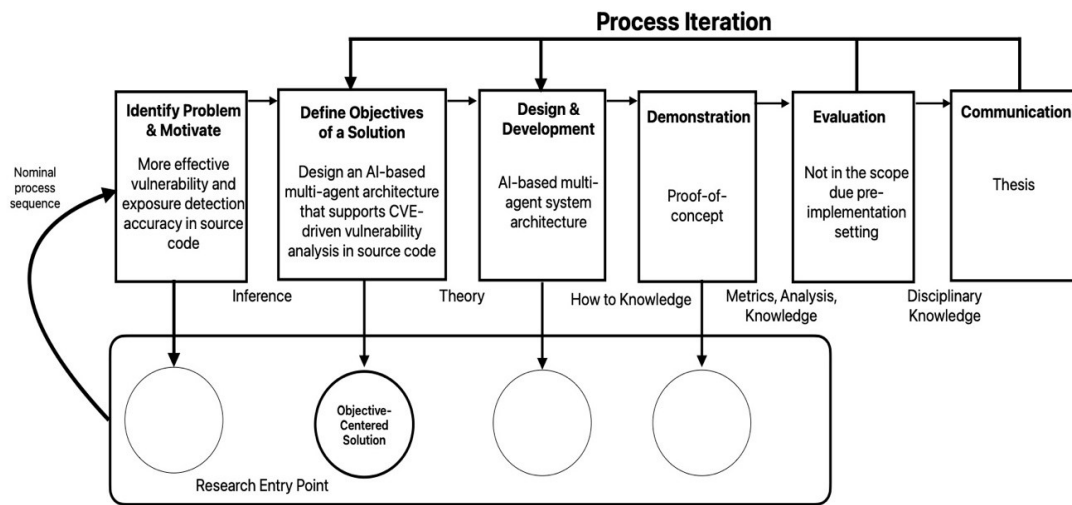 Process Iteration
Identify Problem
& Motivate
More effective
vulnerability and
exposure detection
accuracy in source
code
Define Objectives
of a Solution
Design an AI-based
multi-agent architecture
that supports CVE-
driven vulnerability
analysis in source code
Design &
Development
AI-based multi-
agent system
architecture
Demonstration
Proof-of-
concept
Evaluation
Not in the scope
due pre-
implementation
setting
Communication
Thesis
Nominal
process
sequence
Inference
Theory
How to Knowledge
Metrics, Analysis,
Knowledge
Disciplinary
Knowledge
Objective-
Centered
Solution
Research Entry Point